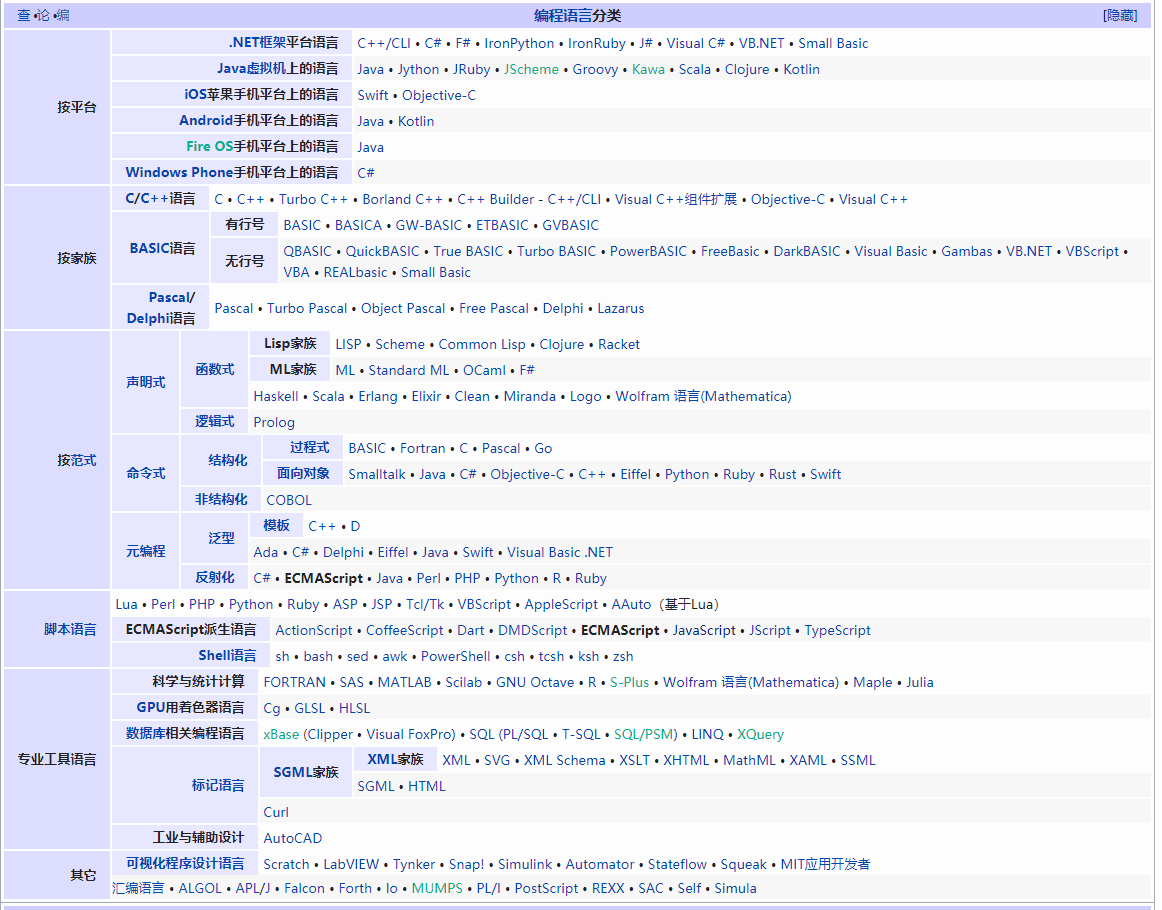 查 •论 •编 编程语言分类 [隐藏]
按平台
.NET框架平台语言 C++/CLI • C# • F# • IronPython • IronRuby • J# • Visual C# • VB.NET • Small Basic
Java虚拟机上的语言 Java • Jython • JRuby • JScheme • Groovy • Kawa • Scala • Clojure • Kotlin
iOS苹果手机平台上的语言 Swift • Objective-C
Android手机平台上的语言 Java • Kotlin
Fire OS手机平台上的语言 Java
Windows Phone手机平台上的语言 C#
按家族
C/C++语言 C • C++ • Turbo C++ • Borland C++ • C++ Builder - C++/CLI • Visual C++组件扩展 • Objective-C • Visual C++
BASIC语言
有行号 BASIC • BASICA • GW-BASIC • ETBASIC • GVBASIC
无行号 QBASIC • QuickBASIC • True BASIC • Turbo BASIC • PowerBASIC • FreeBasic • DarkBASIC • Visual Basic • Gambas • VB.NET • VBScript •
VBA • REALbasic • Small Basic
Pascal/
Delphi语言
Pascal • Turbo Pascal • Object Pascal • Free Pascal • Delphi • Lazarus
按范式
声明式
函数式
Lisp家族 LISP • Scheme • Common Lisp • Clojure • Racket
ML家族 ML • Standard ML • OCaml • F#
Haskell • Scala • Erlang • Elixir • Clean • Miranda • Logo • Wolfram 语言(Mathematica)
逻辑式 Prolog
命令式
结构化
过程式 BASIC • Fortran • C • Pascal • Go
面向对象 Smalltalk • Java • C# • Objective-C • C++ • Eiffel • Python • Ruby • Rust • Swift
非结构化 COBOL
元编程
泛型
模板 C++ • D
Ada • C# • Delphi • Eiffel • Java • Swift • Visual Basic .NET
反射化 C# • ECMAScript • Java • Perl • PHP • Python • R • Ruby
脚本语言
Lua • Perl • PHP • Python • Ruby • ASP • JSP • Tcl/Tk • VBScript • AppleScript • AAuto（基于Lua）
ECMAScript派生语言 ActionScript • CoffeeScript • Dart • DMDScript • ECMAScript • JavaScript • JScript • TypeScript
Shell语言 sh • bash • sed • awk • PowerShell • csh • tcsh • ksh • zsh
专业工具语言
科学与统计计算 FORTRAN • SAS • MATLAB • Scilab • GNU Octave • R • S-Plus • Wolfram 语言(Mathematica) • Maple • Julia
GPU用着色器语言 Cg • GLSL • HLSL
数据库相关编程语言 xBase (Clipper • Visual FoxPro) • SQL (PL/SQL • T-SQL • SQL/PSM) • LINQ • XQuery
标记语言
SGML家族
XML家族 XML • SVG • XML Schema • XSLT • XHTML • MathML • XAML • SSML
SGML • HTML
Curl
工业与辅助设计 AutoCAD
其它
可视化程序设计语言 Scratch • LabVIEW • Tynker • Snap! • Simulink • Automator • Stateflow • Squeak • MIT应用开发者
汇编语言 • ALGOL • APL/J • Falcon • Forth • Io • MUMPS • PL/I • PostScript • REXX • SAC • Self • Simula